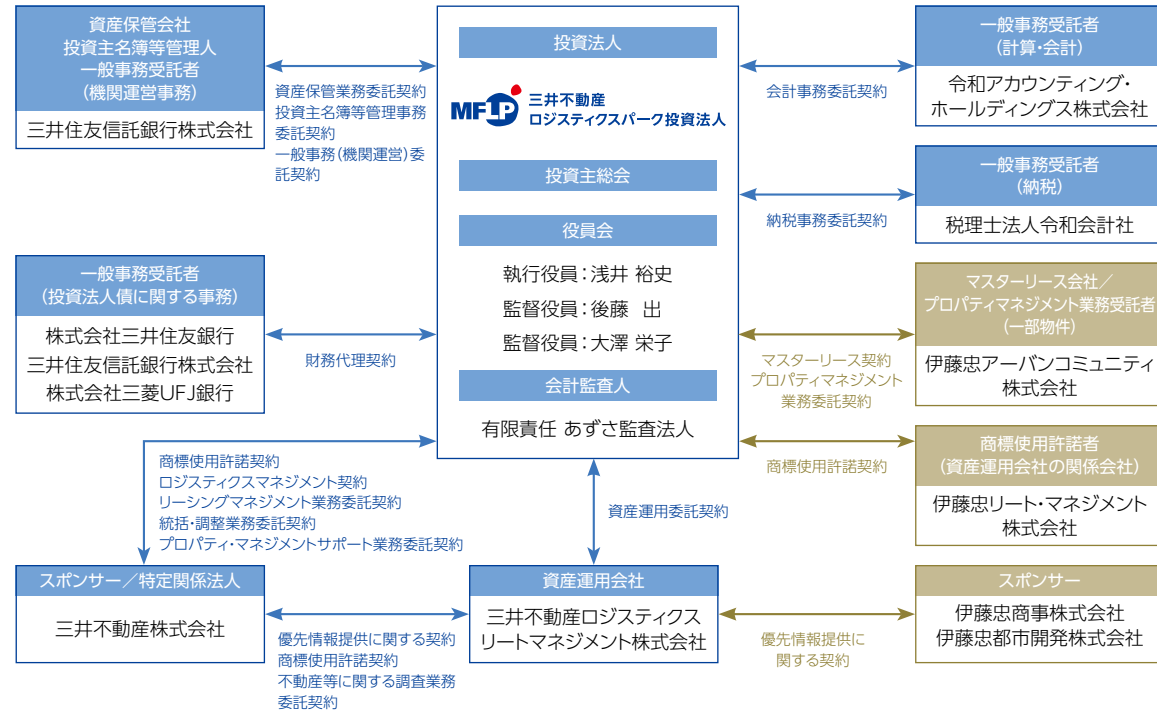 資産保管会社
投資主名簿等管理人
一般事務受託者
(機関運営事務)
三井住友信託銀行株式会社
資産保管業務委託契約
投資主名簿等管理事務
委託契約
一般事務(機関運営)委
託契約
一般事務受託者
(投資法人債に関する事務)
株式会社三井住友銀行
三井住友信託銀行株式会社
株式会社三菱UFJ銀行
財務代理契約
投資法人
MFLP
三井不動産
ロジスティクスパーク投資法人
投資主総会
役員会
執行役員:浅井 裕史
監督役員:後藤 出
監督役員:大澤 栄子
会計監査人
有限責任 あずさ監査法人
会計事務委託契約
一般事務受託者
(計算・会計)
令和アカウンティング・
ホールディングス株式会社
納税事務委託契約
一般事務受託者
(納税)
税理士法人令和会計社
マスターリース契約
プロパティマネジメント
業務委託契約
マスターリース会社/
プロパティマネジメント業務受託者
(一部物件)
伊藤忠アーバンコミュニティ
株式会社
商標使用許諾契約
商標使用許諾者
(資産運用会社の関係会社)
伊藤忠リート・マネジメント
株式会社
商標使用許諾契約
ロジスティクスマネジメント契約
リーシングマネジメント業務委託契約
統括・調整業務委託契約
プロパティ・マネジメントサポート業務委託契約
資産運用委託契約
スポンサー/特定関係法人
三井不動産株式会社
優先情報提供に関する契約
商標使用許諾契約
不動産等に関する調査業務
委託契約
資産運用会社
三井不動産ロジスティクス
リートマネジメント株式会社
優先情報提供に
関する契約
スポンサー
伊藤忠商事株式会社
伊藤忠都市開発株式会社